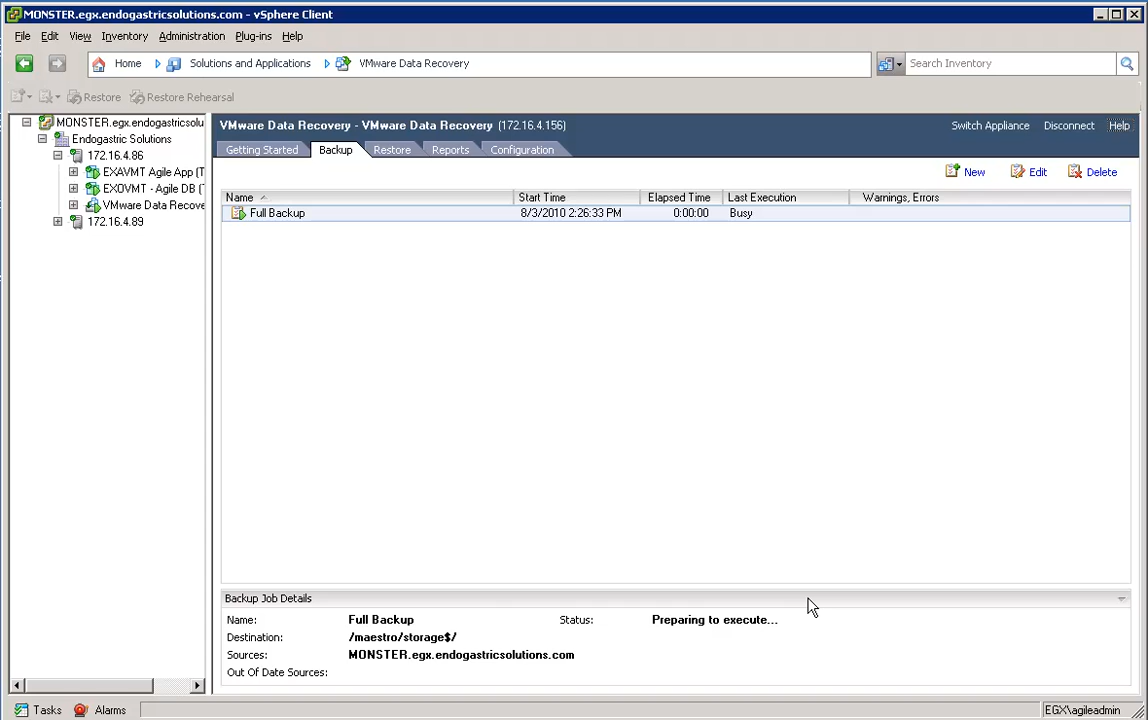 MONSTER.egx.endogastricsolutions.com - vSphere Client
File Edit View Inventory Administration Plug-ins Help
Home Solutions and Applications VMware Data Recovery Search Inventory
Restore Restore Rehearsal
MONSTER.egx.endogastricsolu
Endogastric Solutions
172.16.4.86
EXAVMT Agile App (T
EXOVMT - Agile DB (T
VMware Data Recove
172.16.4.89
VMware Data Recovery - VMware Data Recovery (172.16.4.156) Switch Appliance Disconnect Help
Getting Started Backup Restore Reports Configuration
New Edit Delete
Name Start Time Elapsed Time Last Execution Warnings, Errors
Full Backup 8/3/2010 2:26:33 PM 0:00:00 Busy
Backup Job Details
Name: Full Backup Status: Preparing to execute...
Destination: /maestro/storage$/
Sources: MONSTER.egx.endogastricsolutions.com
Out Of Date Sources:
Tasks Alarms EGX\agileadmin